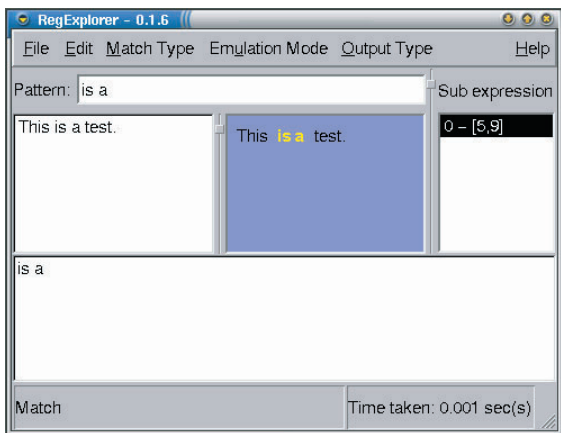 RegExplorer - 0.1.6
File Edit Match Type Emulation Mode Output Type Help
Pattern: is a
Sub expression
This is a test.
This is a test.
0 - [5,9]
is a
Match
Time taken: 0.001 sec(s)